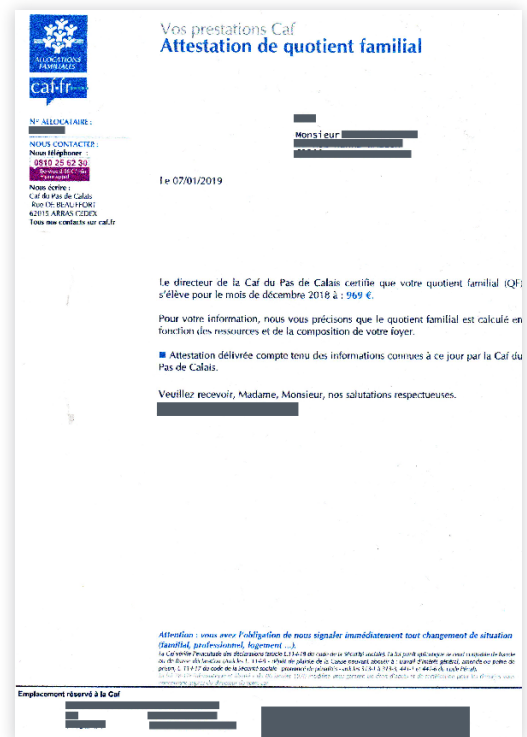 ALLOCATIONS
FAMILIALES
caf.fr
Vos prestations Caf
Attestation de quotient familial
N° ALLOCATAIRE :
NOUS CONTACTER :
Nous téléphoner :
0810 25 62 30
Nous écrire :
Caf du Pas de Calais
Rue DE BEAUFFORT
62015 ARRAS CEDEX
Tous nos contacts sur caf.fr
Monsieur
Le 07/01/2019
Le directeur de la Caf du Pas de Calais certifie que votre quotient familial (QF)
s'élève pour le mois de décembre 2018 à : 969 €.
Pour votre information, nous vous précisons que le quotient familial est calculé en
fonction des ressources et de la composition de votre foyer.
Attestation délivrée compte tenu des informations connues à ce jour par la Caf du
Pas de Calais.
Veuillez recevoir, Madame, Monsieur, nos salutations respectueuses.
Attention : vous avez l'obligation de nous signaler immédiatement tout changement de situation
(familial, professionnel, logement ...).
Emplacement réservé à la Caf